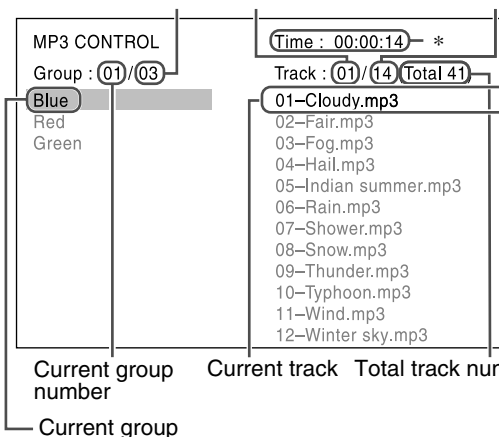 MP3 CONTROL
Group : 01/03
Blue
Red
Green
Time : 00:00:14 *
Track : 01/14 Total 41
01–Cloudy.mp3
02–Fair.mp3
03–Fog.mp3
04–Hail.mp3
05–Indian summer.mp3
06–Rain.mp3
07–Shower.mp3
08–Snow.mp3
09–Thunder.mp3
10–Typhoon.mp3
11–Wind.mp3
12–Winter sky.mp3
Current group
number
Current track
Total track
Current group